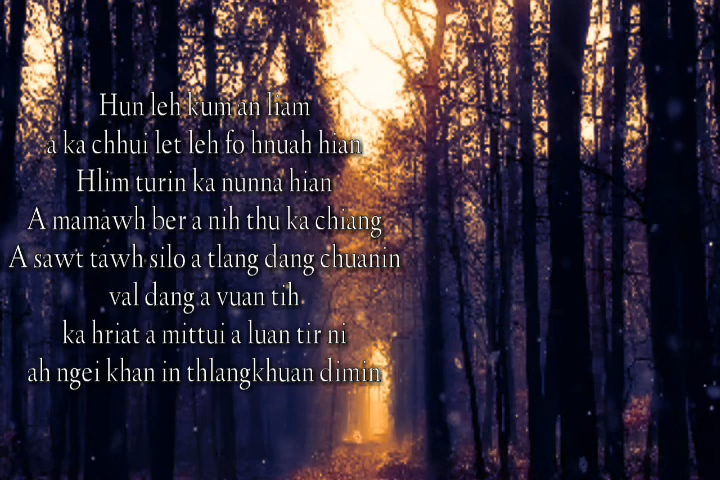 Hun leh kum an liam
a ka chhui let leh fo hnuah hian
Hlim turin ka nunna hian
A mamawh ber a nih thu ka chiang
A sawt tawh silo a tlang dang chuanin
val dang a vuan tih
ka hriat a mittui a luan tir ni
ah ngei khan in thlangkhuan dimin